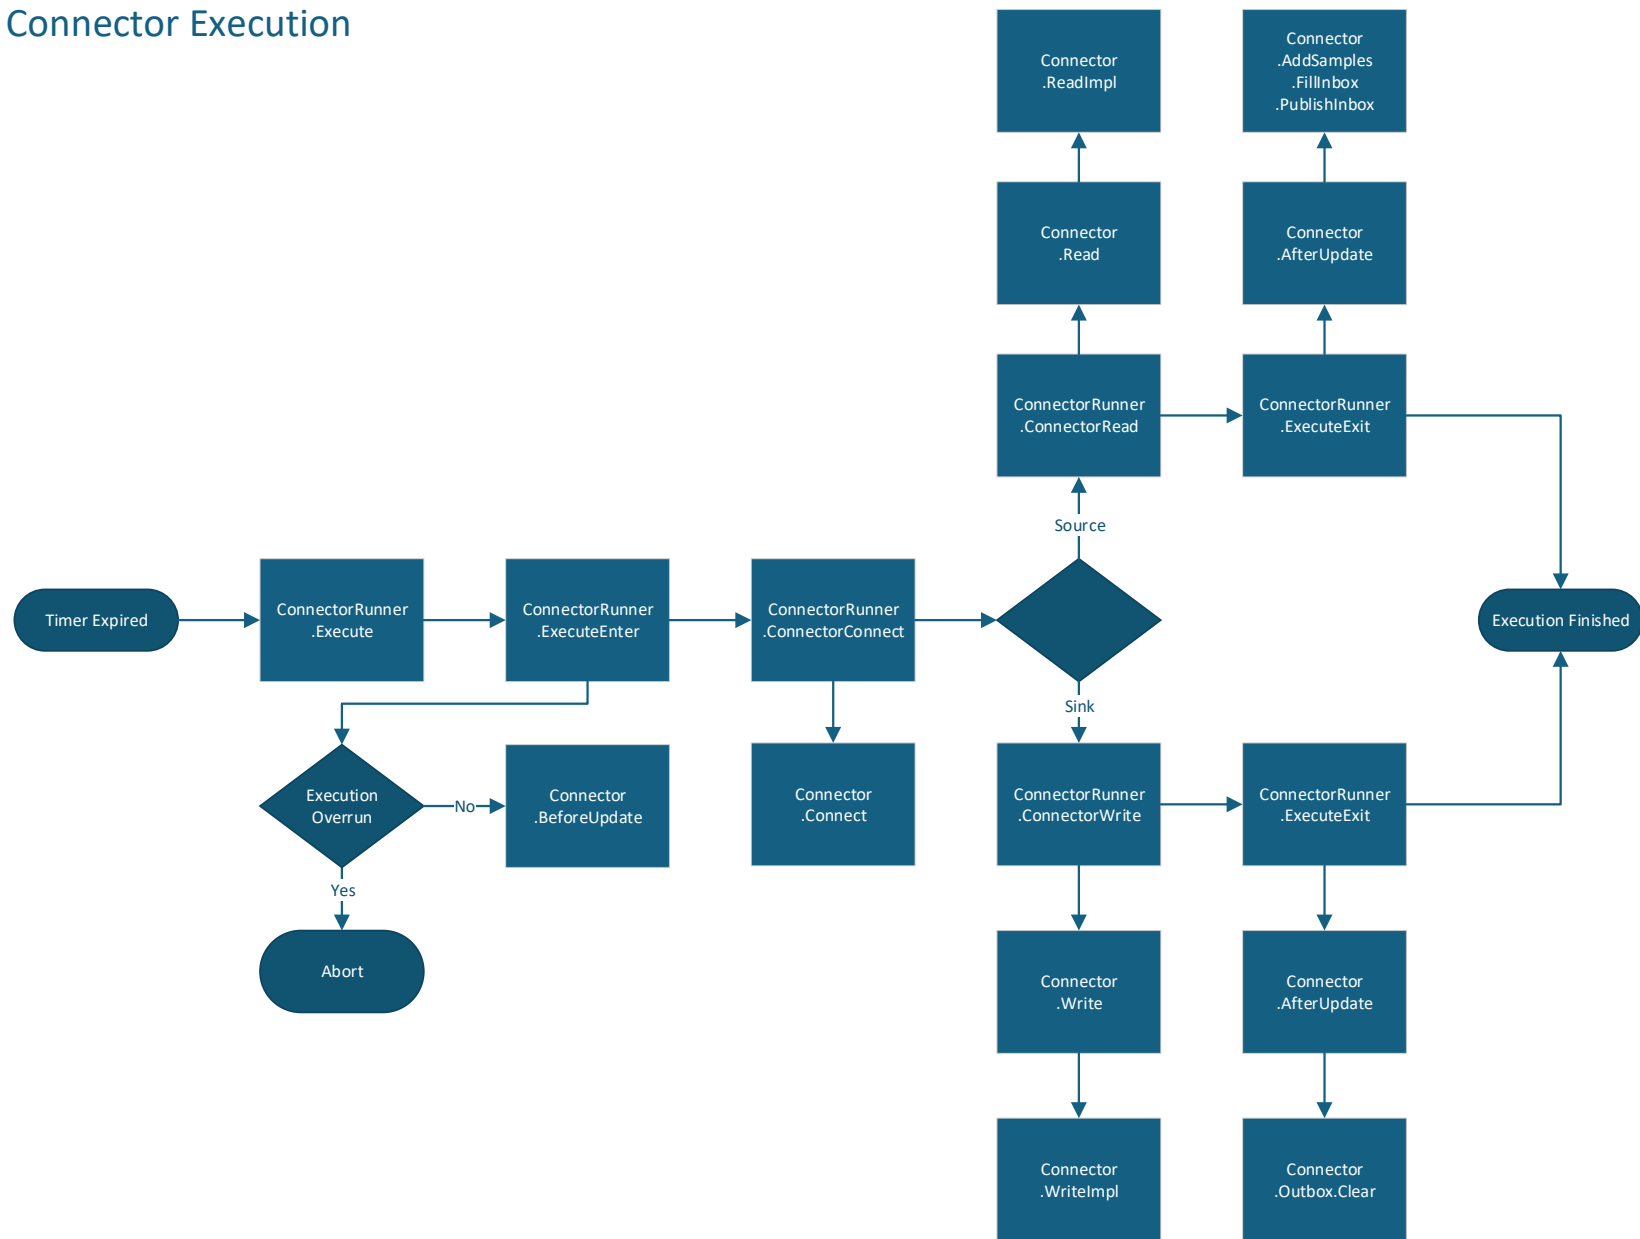 Connector Execution
Connector
.ReadImpl
Connector
.AddSamples
.FillInbox
.PublishInbox
Connector
.Read
Connector
.AfterUpdate
ConnectorRunner
.ConnectorRead
ConnectorRunner
.ExecuteExit
Source
Timer Expired
ConnectorRunner
.Execute
ConnectorRunner
.ExecuteEnter
ConnectorRunner
.ConnectorConnect
Execution Finished
Sink
Execution
Overrun
No
Connector
.BeforeUpdate
Connector
.Connect
ConnectorRunner
.ConnectorWrite
ConnectorRunner
.ExecuteExit
Yes
Abort
Connector
.Write
Connector
.AfterUpdate
Connector
.WriteImpl
Connector
.Outbox.Clear